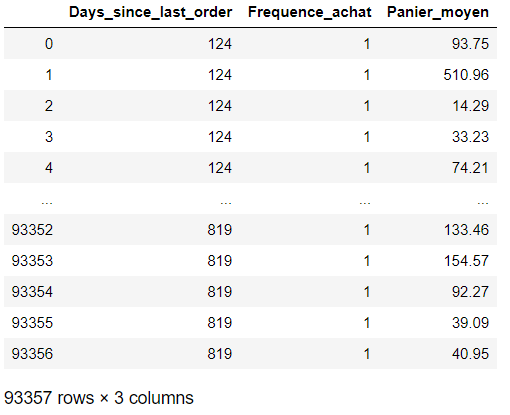 Days_since_last_order Frequence_achat Panier_moyen
0 124 1 93.75
1 124 1 510.96
2 124 1 14.29
3 124 1 33.23
4 124 1 74.21
... ... ... ...
93352 819 1 133.46
93353 819 1 154.57
93354 819 1 92.27
93355 819 1 39.09
93356 819 1 40.95
93357 rows × 3 columns